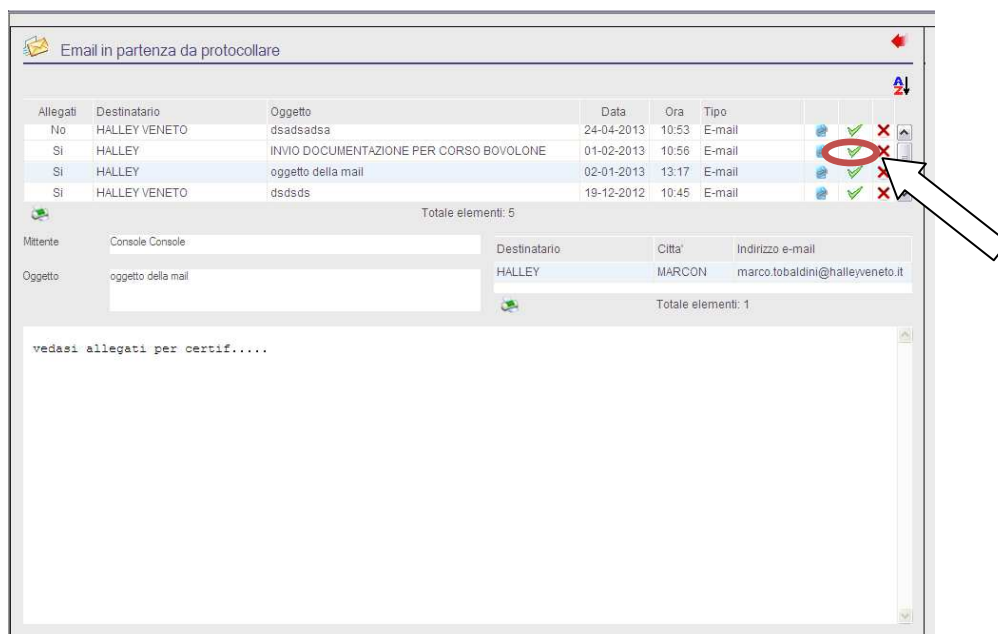 Email in partenza da protocollare
Allegati Destinatario Oggetto Data Ora Tipo
No HALLEY VENETO dsadsadsa 24-04-2013 10:53 E-mail
Si HALLEY INVIO DOCUMENTAZIONE PER CORSO BOVOLONE 01-02-2013 10:56 E-mail
Si HALLEY oggetto della mail 02-01-2013 13:17 E-mail
Si HALLEY VENETO dsdsds 19-12-2012 10:45 E-mail
Totale elementi: 5
Mittente Console Console
Oggetto oggetto della mail
Destinatario Citta' Indirizzo e-mail
HALLEY MARCON marco.tobaldini@halleyveneto.it
Totale elementi: 1
vedasi allegati per certif.....